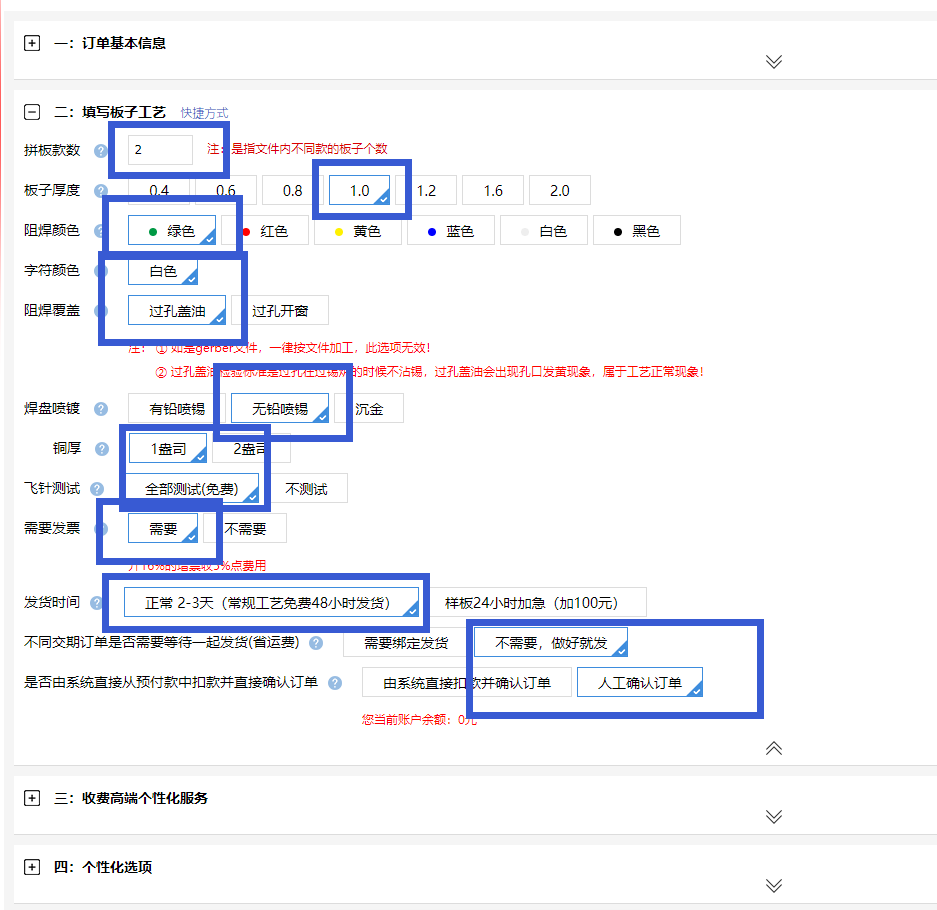 一：订单基本信息
二：填写板子工艺 快捷方式
拼板款数 2 注：是指文件内不同款的板子个数
板子厚度 0.4 0.6 0.8 1.0 1.2 1.6 2.0
阻焊颜色 绿色 红色 黄色 蓝色 白色 黑色
字符颜色 白色
阻焊覆盖 过孔盖油 过孔开窗
注：① 如是gerber文件，一律按文件加工，此选项无效！
② 过孔盖油检验标准是过孔在过锡炉的时候不沾锡，过孔盖油会出现孔口发黄现象，属于工艺正常现象！
焊盘喷镀 有铅喷锡 无铅喷锡 沉金
铜厚 1盎司 2盎司
飞针测试 全部测试(免费) 不测试
需要发票 需要 不需要
开16%的增票收5%点费用
发货时间 正常 2-3天（常规工艺免费48小时发货） 样板24小时加急（加100元）
不同交期订单是否需要等待一起发货(省运费) 需要绑定发货 不需要，做好就发
是否由系统直接从预付款中扣款并直接确认订单 由系统直接扣款并确认订单 人工确认订单
您当前账户余额：0元
三：收费高端个性化服务
四：个性化选项